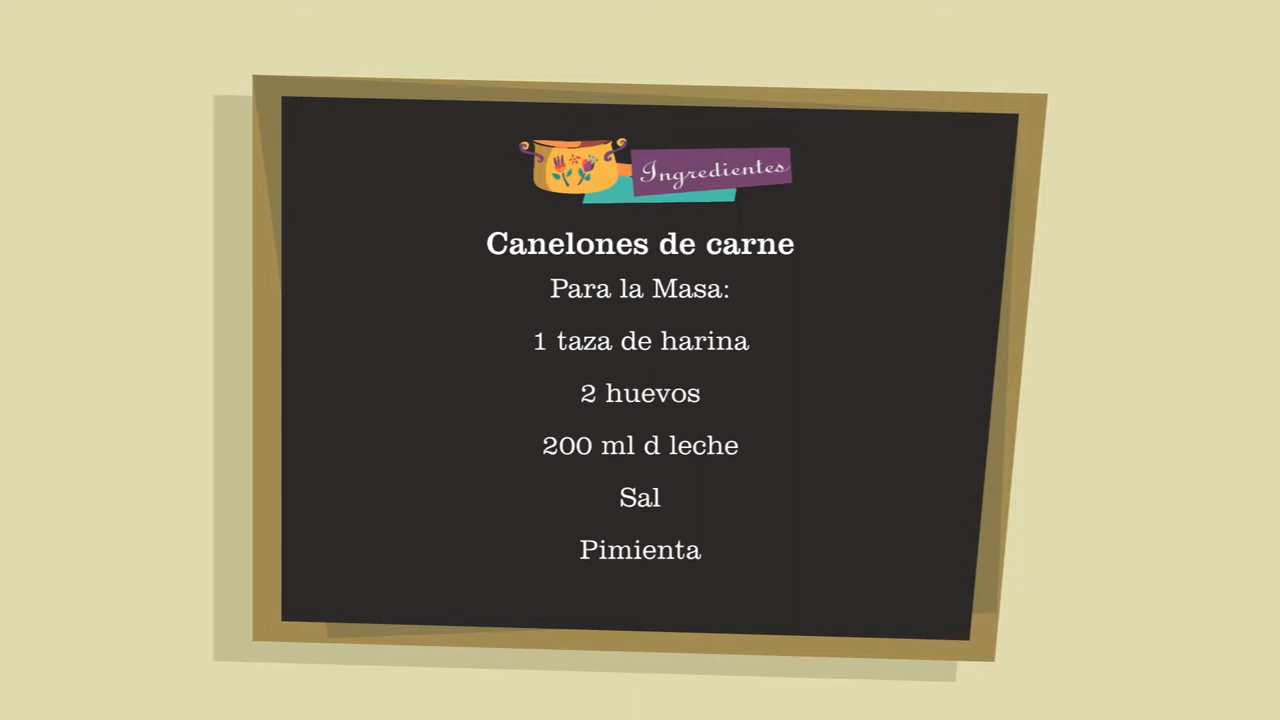 Ingredientes
Canelones de carne
Para la Masa:
1 taza de harina
2 huevos
200 ml d leche
Sal
Pimienta